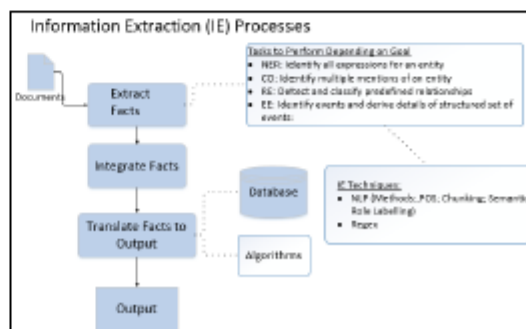 Information Extraction (IE) Processes
Documents
Extract
Facts
Integrate Facts
Translate Facts to
Output
Output
Database
Algorithms
Tasks to Perform Depending on Goal
• NER: Identify all expressions for an entity
• CO: Identify multiple mentions of an entity
• RE: Detect and classify predefined relationships
• EE: Identify events and derive details of structured set of
events:
IE Techniques:
• NLP (Methods: POS; Chunking; Semantic
Role Labelling)
• Regex